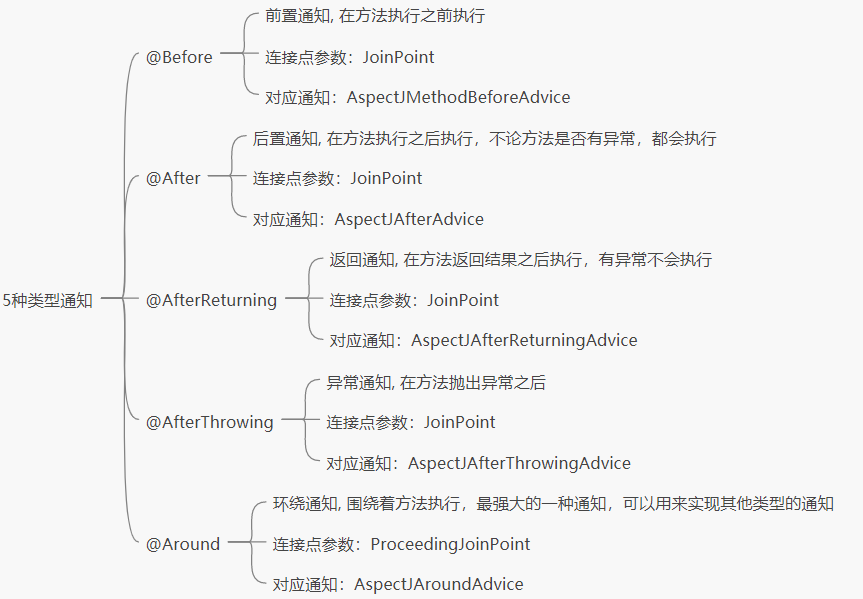 5种类型通知
@Before
前置通知, 在方法执行之前执行
连接点参数：JoinPoint
对应通知：AspectJMethodBeforeAdvice
@After
后置通知, 在方法执行之后执行，不论方法是否有异常，都会执行
连接点参数：JoinPoint
对应通知：AspectJAfterAdvice
@AfterReturning
返回通知, 在方法返回结果之后执行，有异常不会执行
连接点参数：JoinPoint
对应通知：AspectJAfterReturningAdvice
@AfterThrowing
异常通知, 在方法抛出异常之后
连接点参数：JoinPoint
对应通知：AspectJAfterThrowingAdvice
@Around
环绕通知, 围绕着方法执行，最强大的一种通知，可以用来实现其他类型的通知
连接点参数：ProceedingJoinPoint
对应通知：AspectJAroundAdvice